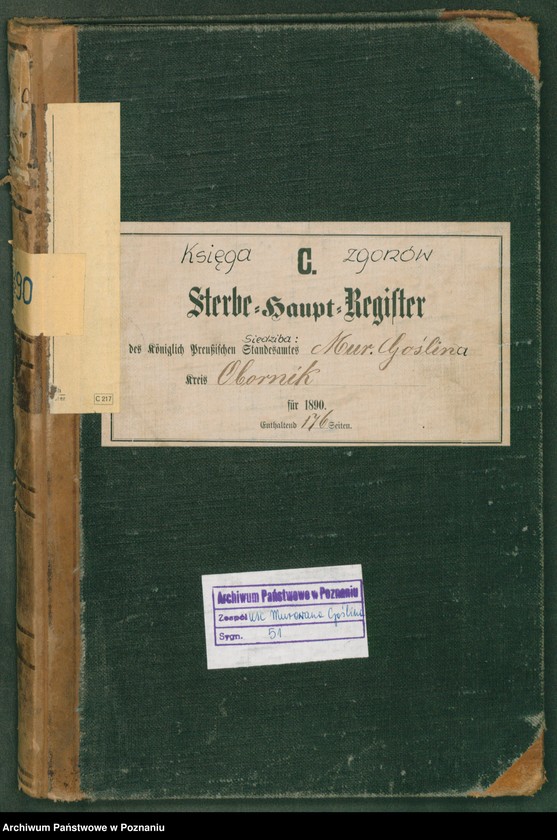 90
C 217
Księga C. zgonów
Sterbe-Haupt-Register
Siedziba:
des Königlich Preußischen Standesamtes Mur. Goślina
Kreis Obornik
für 1890.
Enthaltend 176 Seiten.
Archiwum Państwowe w Poznaniu
Zespół USC Murowana Goślina
Sygn. 51
Archiwum Państwowe w Poznaniu